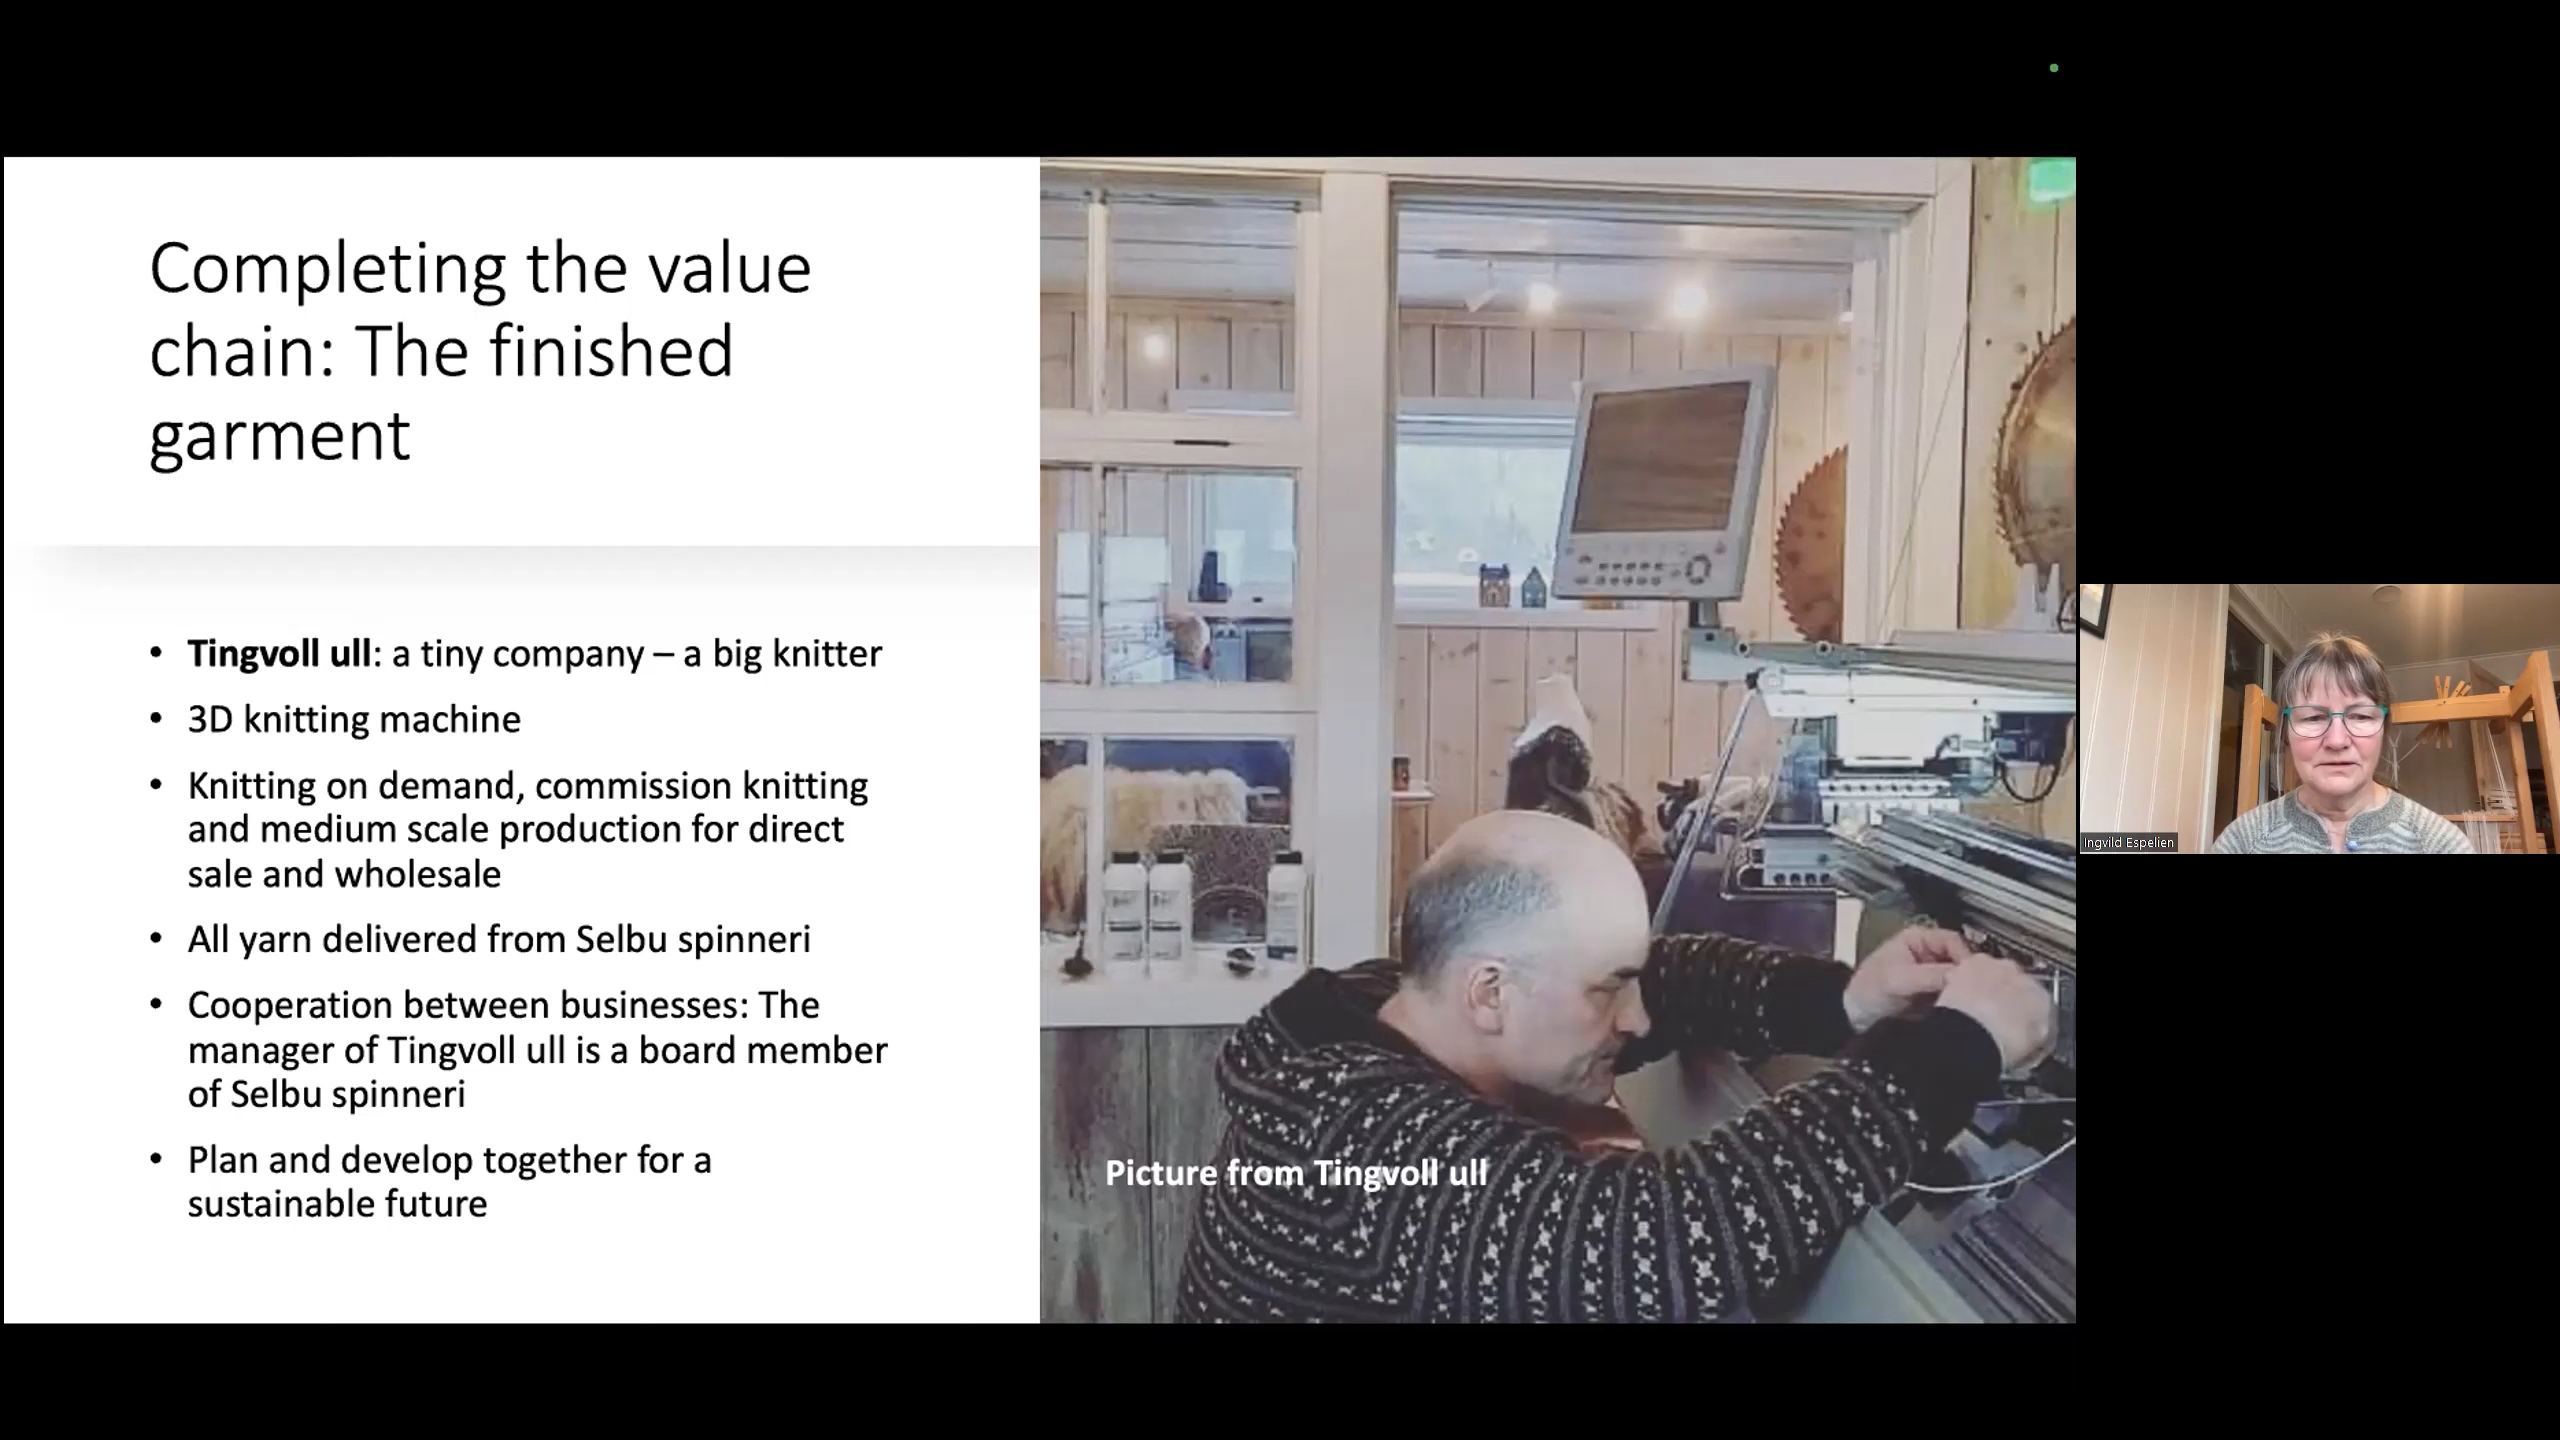 Completing the value
chain: The finished
garment
• Tingvoll ull: a tiny company – a big knitter
• 3D knitting machine
• Knitting on demand, commission knitting
and medium scale production for direct
sale and wholesale
• All yarn delivered from Selbu spinneri
• Cooperation between businesses: The
manager of Tingvoll ull is a board member
of Selbu spinneri
• Plan and develop together for a
sustainable future
Picture from Tingvoll ull
Ingvild Espelien